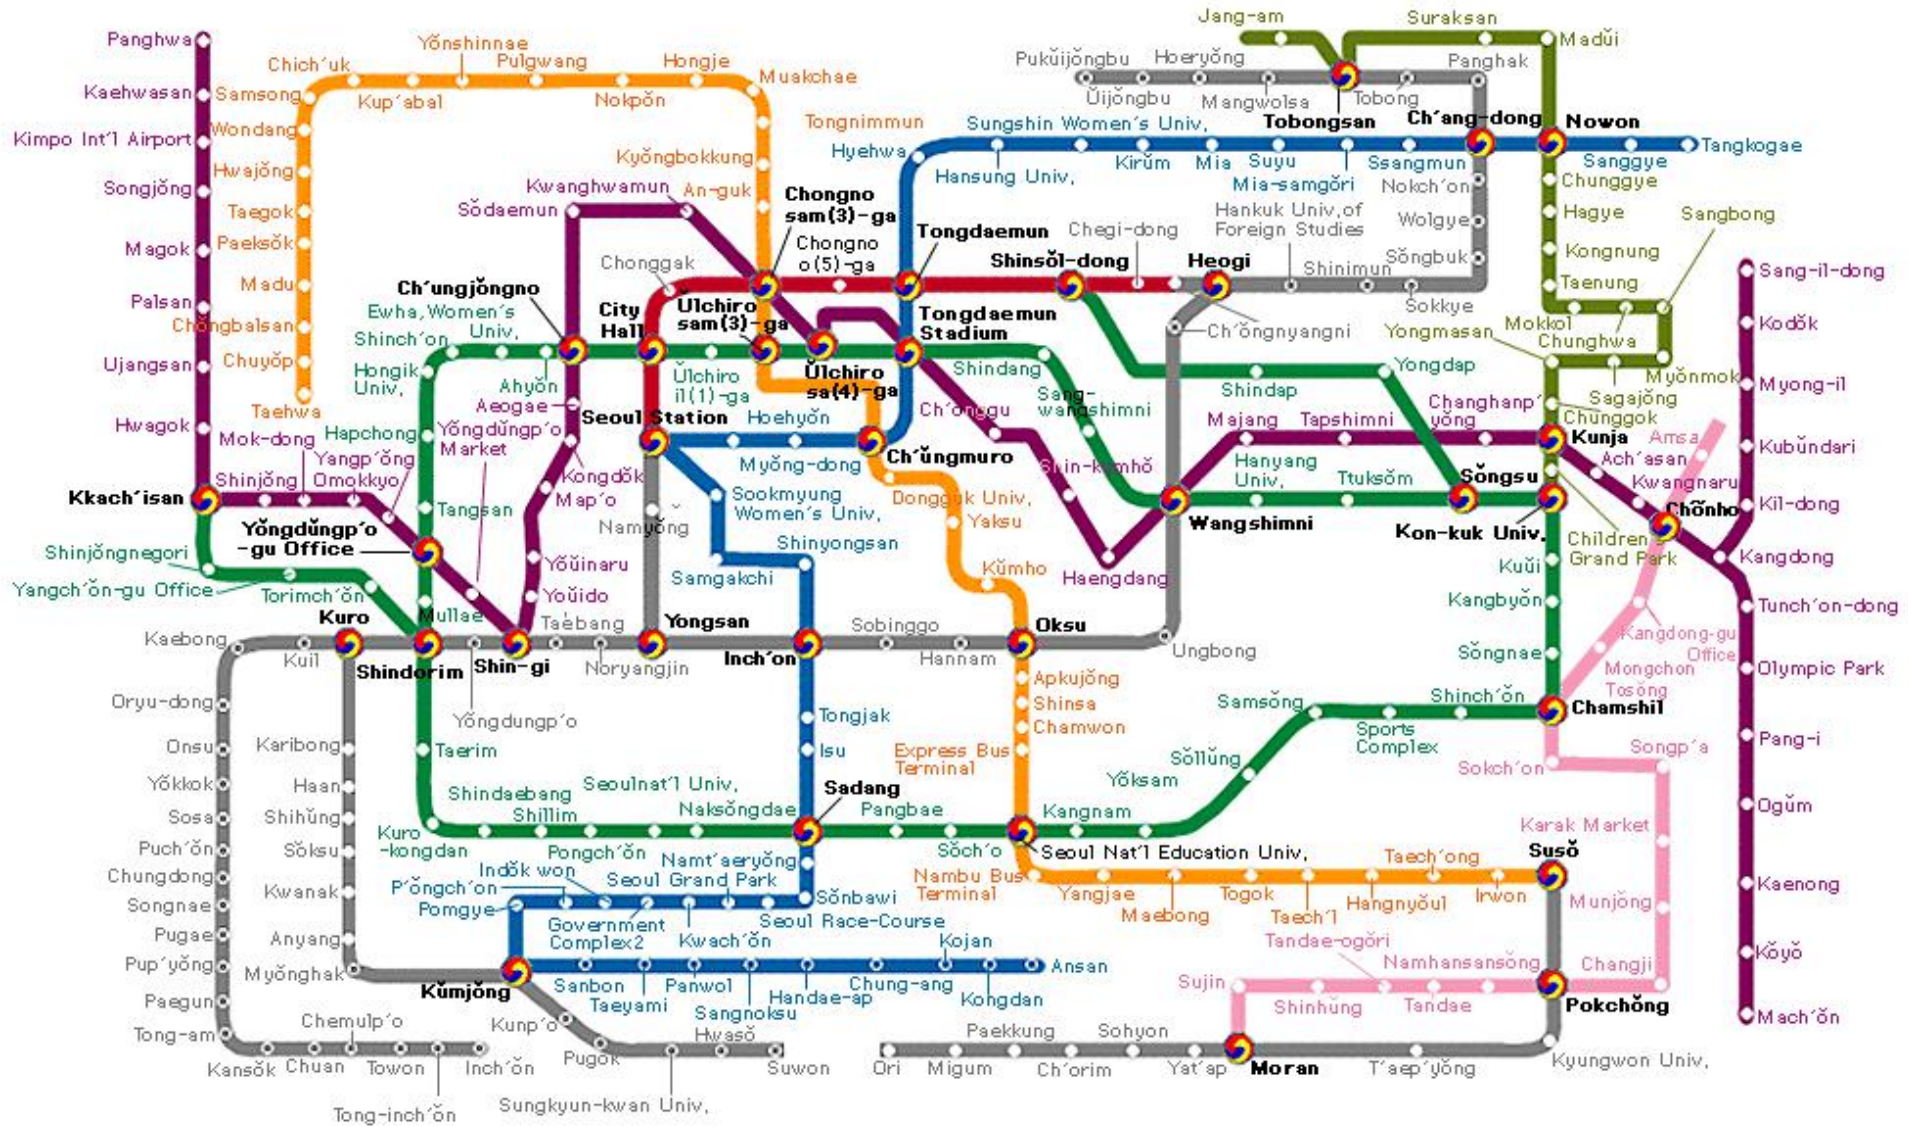 Panghwa
Kaehwasan
Kimpo Int'l Airport
Songjŏng
Magok
Palsan
Ujangsan
Hwagok
Kkach'isan
Shinjŏngnegori
Yangch'ŏn-gu Office
Torimch'ŏn
Chich'uk
Yŏnshinnae
Pulgwang
Hongje
Muakchae
Samsong
Kup'abal
Nokpŏn
Wondang
Hwajŏng
Taegok
Paeksŏk
Madu
Chŏngbalsan
Chuyŏp
Taehwa
Tongnimmun
Kyŏngbokkung
An-guk
Kwanghwamun
Sŏdaemun
Chongno
sam(3)-ga
Chongno
o(5)-ga
Chonggak
Ch'ungjŏngno
City
Hall
Ŭlchiro
sam(3)-ga
Ewha, Women's
Univ,
Shinch'on
Hongik
Univ,
Ahyŏn
Aeogae
Ŭlchiro
il(1)-ga
Ŭlchiro
sa(4)-ga
Seoul Station
Hoehyŏn
Myŏng-dong
Ch'ŭngmuro
Hapchong
Yŏngdŭngp'o
Market
Mok-dong
Yangp'ŏng
Shinjŏng
Omokkyo
Kongdŏk
Map'o
Tangsan
Yŏngdŭngp'o
-gu Office
Yŏŭinaru
Yoŭido
Namyŏng
Sookmyung
Women's Univ,
Samgakchi
Shinyongsan
Dongguk Univ,
Yaksu
Kŭmho
Jang-am
Suraksan
Madŭi
Pukŭijŏngbu
Hoeryŏng
Panghak
Ŭijŏngbu
Mangwolsa
Tobong
Tobongsan
Ch'ang-dong
Nowon
Sungshin Women's Univ,
Hyehwa
Hansung Univ,
Kirŭm
Mia
Suyu
Mia-samgŏri
Ssangmun
Sanggye
Tangkogae
Nokch'on
Wolgye
Sŏngbuk
Chunggye
Hagye
Kongnung
Taenung
Sangbong
Hankuk Univ,of
Foreign Studies
Chegi-dong
Tongdaemun
Shinsŏl-dong
Heogi
Shinimun
Sokkye
Ch'ŏngnyangni
Tongdaemun
Stadium
Shindang
Sang-
wangshimni
Ch'onggu
Shin-kŭmhŏ
Haengdang
Wangshimni
Shindap
Yongdap
Majang
Tapshimni
Changhanp'
yŏng
Hanyang
Univ,
Ttuksŏm
Sŏngsu
Kon-kuk Univ,
Yongmasan
Mokkol
Chunghwa
Myŏnmok
Sagajŏng
Chunggok
Kunja
Ach'asan
Kwangnaru
Amsa
Chŏnho
Children's
Grand Park
Sang-il-dong
Kodŏk
Myong-il
Kubŭndari
Kil-dong
Kangdong
Tunch'on-dong
Olympic Park
Pang-i
Ogŭm
Kaenong
Kŏyŏ
Mach'ŏn
Kuŭi
Kangbyŏn
Sŏngnae
Kangdong-gu
Office
Mongchon
Tosŏng
Chamshil
Kaebong
Kuil
Kuro
Shindorim
Mullae
Shin-gi
Taebang
Noryangjin
Yongsan
Inch'on
Sobinggo
Hannam
Oksu
Ungbong
Yŏngdungp'o
Apkujŏng
Shinsa
Chamwon
Express Bus
Terminal
Oryu-dong
Onsu
Yŏkkok
Sosa
Puch'ŏn
Chungdong
Songnae
Pugae
Pup'yŏng
Paegun
Tong-am
Kansŏk
Chuan
Chemulp'o
Towon
Tong-inch'ŏn
Inch'ŏn
Karibong
Haan
Shihŭng
Sŏksu
Kwanak
Anyang
Myŏnghak
Kŭmjŏng
Kunp'o
Pugok
Sungkyun-kwan Univ,
Hwasŏ
Suwon
Taerim
Kuro
-kongdan
Shindaebang
Shillim
Pongch'ŏn
Seoulnat'l Univ,
Naksŏngdae
Tongjak
Isu
Sadang
Pangbae
Sŏch'o
Kangnam
Yŏksam
Sŏllŭng
Samsŏng
Sports
Complex
Shinch'ŏn
Seoul Nat'l Education Univ,
Namt'aeryŏng
Sŏnbawi
Seoul Race-Course
Seoul Grand Park
Kwach'ŏn
Government
Complex2
Indŏk won
P'ŏngch'on
Pomgye
Sanbon
Taeyami
Panwol
Sangnoksu
Handae-ap
Chung-ang
Kojan
Kongdan
Ansan
Nambu Bus
Terminal
Yangjae
Maebong
Togok
Taech'i
Taech'ong
Hangnyŏul
Irwon
Susŏ
Sokch'on
Songp'a
Karak Market
Munjŏng
Changji
Pokchŏng
Namhansansŏng
Tandae-ogŏri
Tandae
Shinhŭng
Sujin
Moran
Kyungwon Univ,
T'aep'yŏng
Yat'ap
Sohyon
Ch'orim
Paekkung
Migum
Ori